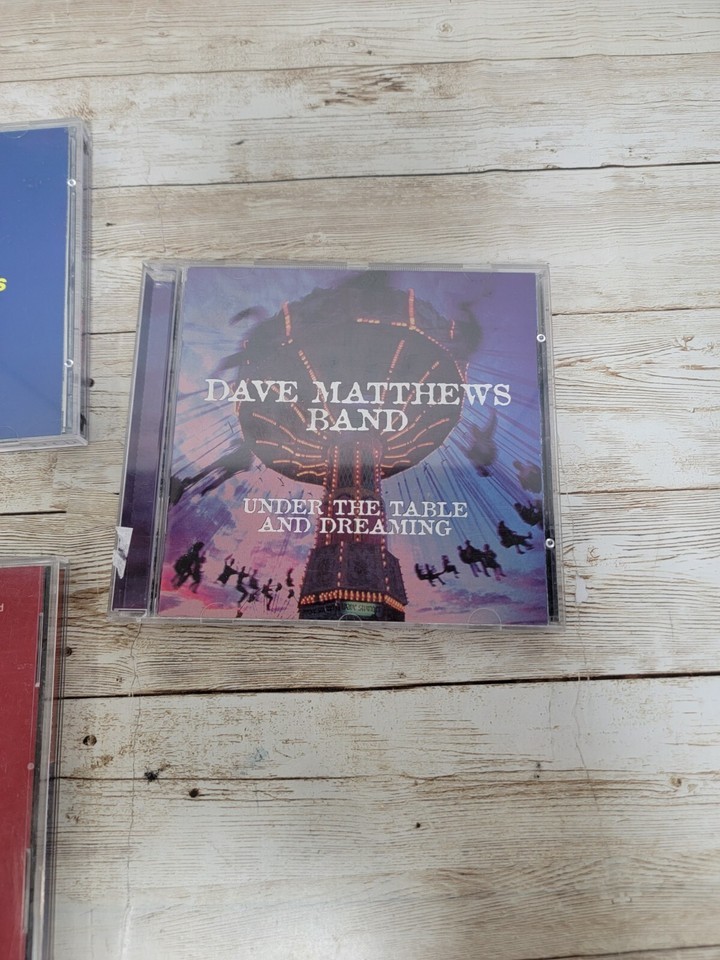 DAVE MATTHEWS
BAND
UNDER THE TABLE
AND DREAMING
s
d